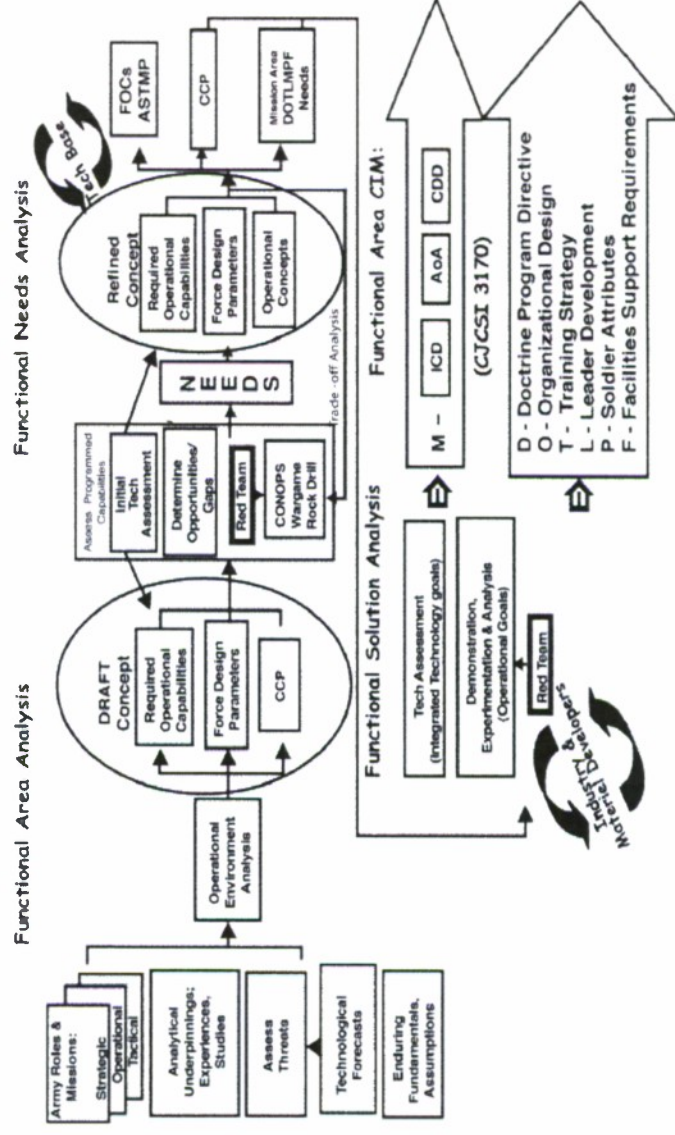 Functional Area Analysis
Army Roles &
Missions:
Strategic
Operational
Tactical
Analytical
Underpinnings;
Experiences,
Studies
Assess
Threats
Technological
Forecasts
Enduring
Fundamentals,
Assumptions
Operational
Environment
Analysis
DRAFT
Concept
Required
Operational
Capabilities
Force Design
Parameters
CCP
Functional Needs Analysis
Assess Programmed
Capabilities
Initial
Tech
Assessment
Determine
Opportunities/
Gaps
Red Team
CONOPS
Wargame
Rock Drill
N
E
E
D
S
Trade -off Analysis
Refined
Concept
Required
Operational
Capabilities
Force Design
Parameters
Operational
Concepts
Tech Base
FOCs
ASTMP
CCP
Mission Area
DOTLMPF
Needs
Functional Solution Analysis
Tech Assessment
(Integrated Technology goals)
Demonstration,
Experimentation & Analysis
(Operational Goals)
Red Team
Industry &
Materiel Developers
Functional Area CIM:
M -
ICD
AoA
CDD
(CJCSI 3170)
D - Doctrine Program Directive
O - Organizational Design
T - Training Strategy
L - Leader Development
P - Soldier Attributes
F - Facilities Support Requirements